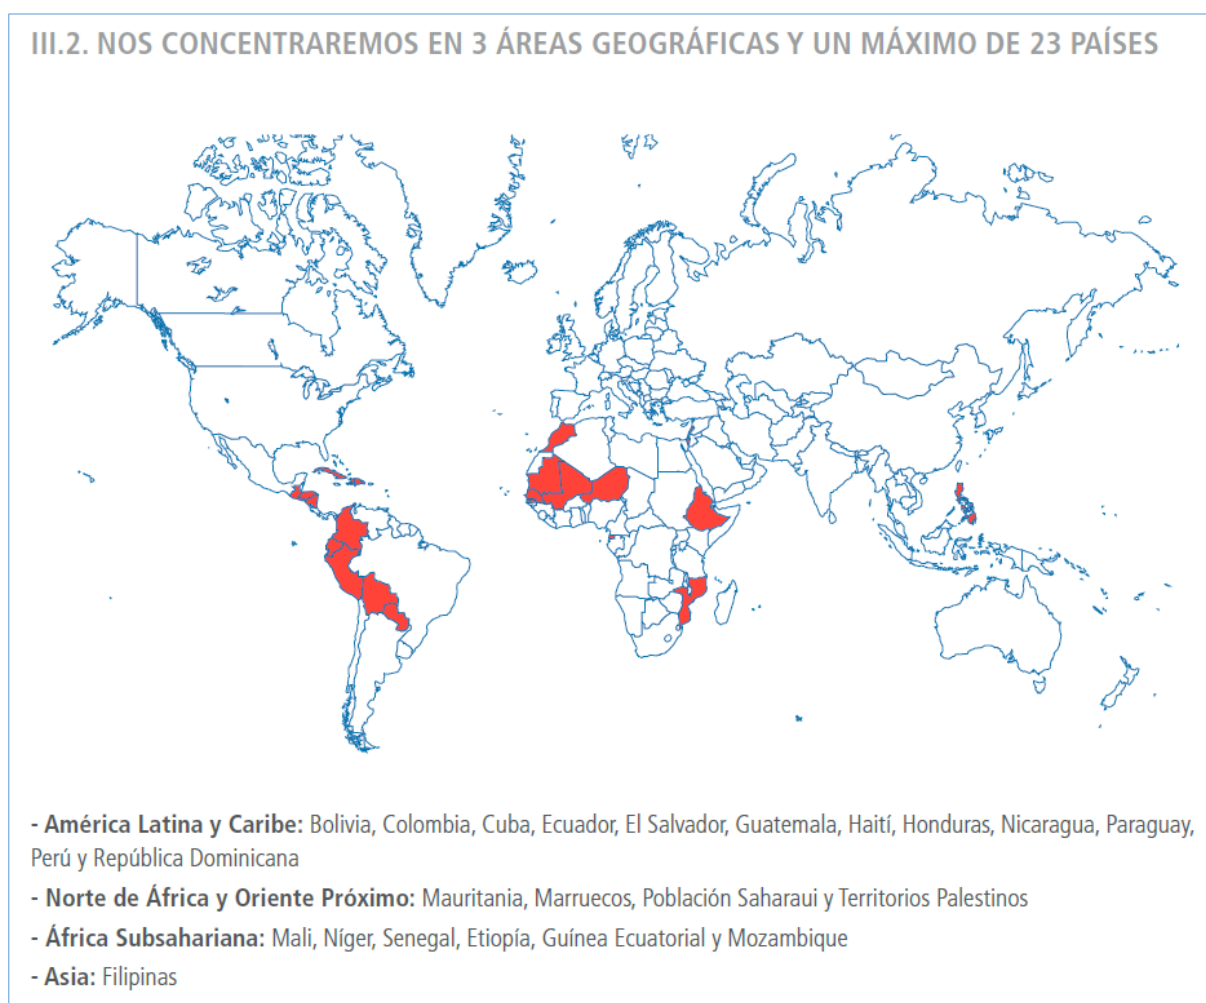 III.2. NOS CONCENTRAREMOS EN 3 ÁREAS GEOGRÁFICAS Y UN MÁXIMO DE 23 PAÍSES
- América Latina y Caribe: Bolivia, Colombia, Cuba, Ecuador, El Salvador, Guatemala, Haití, Honduras, Nicaragua, Paraguay,
Perú y República Dominicana
- Norte de África y Oriente Próximo: Mauritania, Marruecos, Población Saharaui y Territorios Palestinos
- África Subsahariana: Mali, Níger, Senegal, Etiopía, Guínea Ecuatorial y Mozambique
- Asia: Filipinas